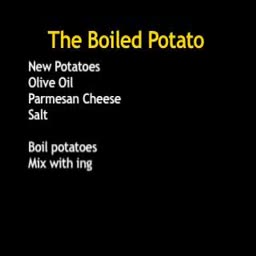 The Boiled Potato
New Potatoes
Olive Oil
Parmesan Cheese
Salt
Boil potatoes
Mix with ing